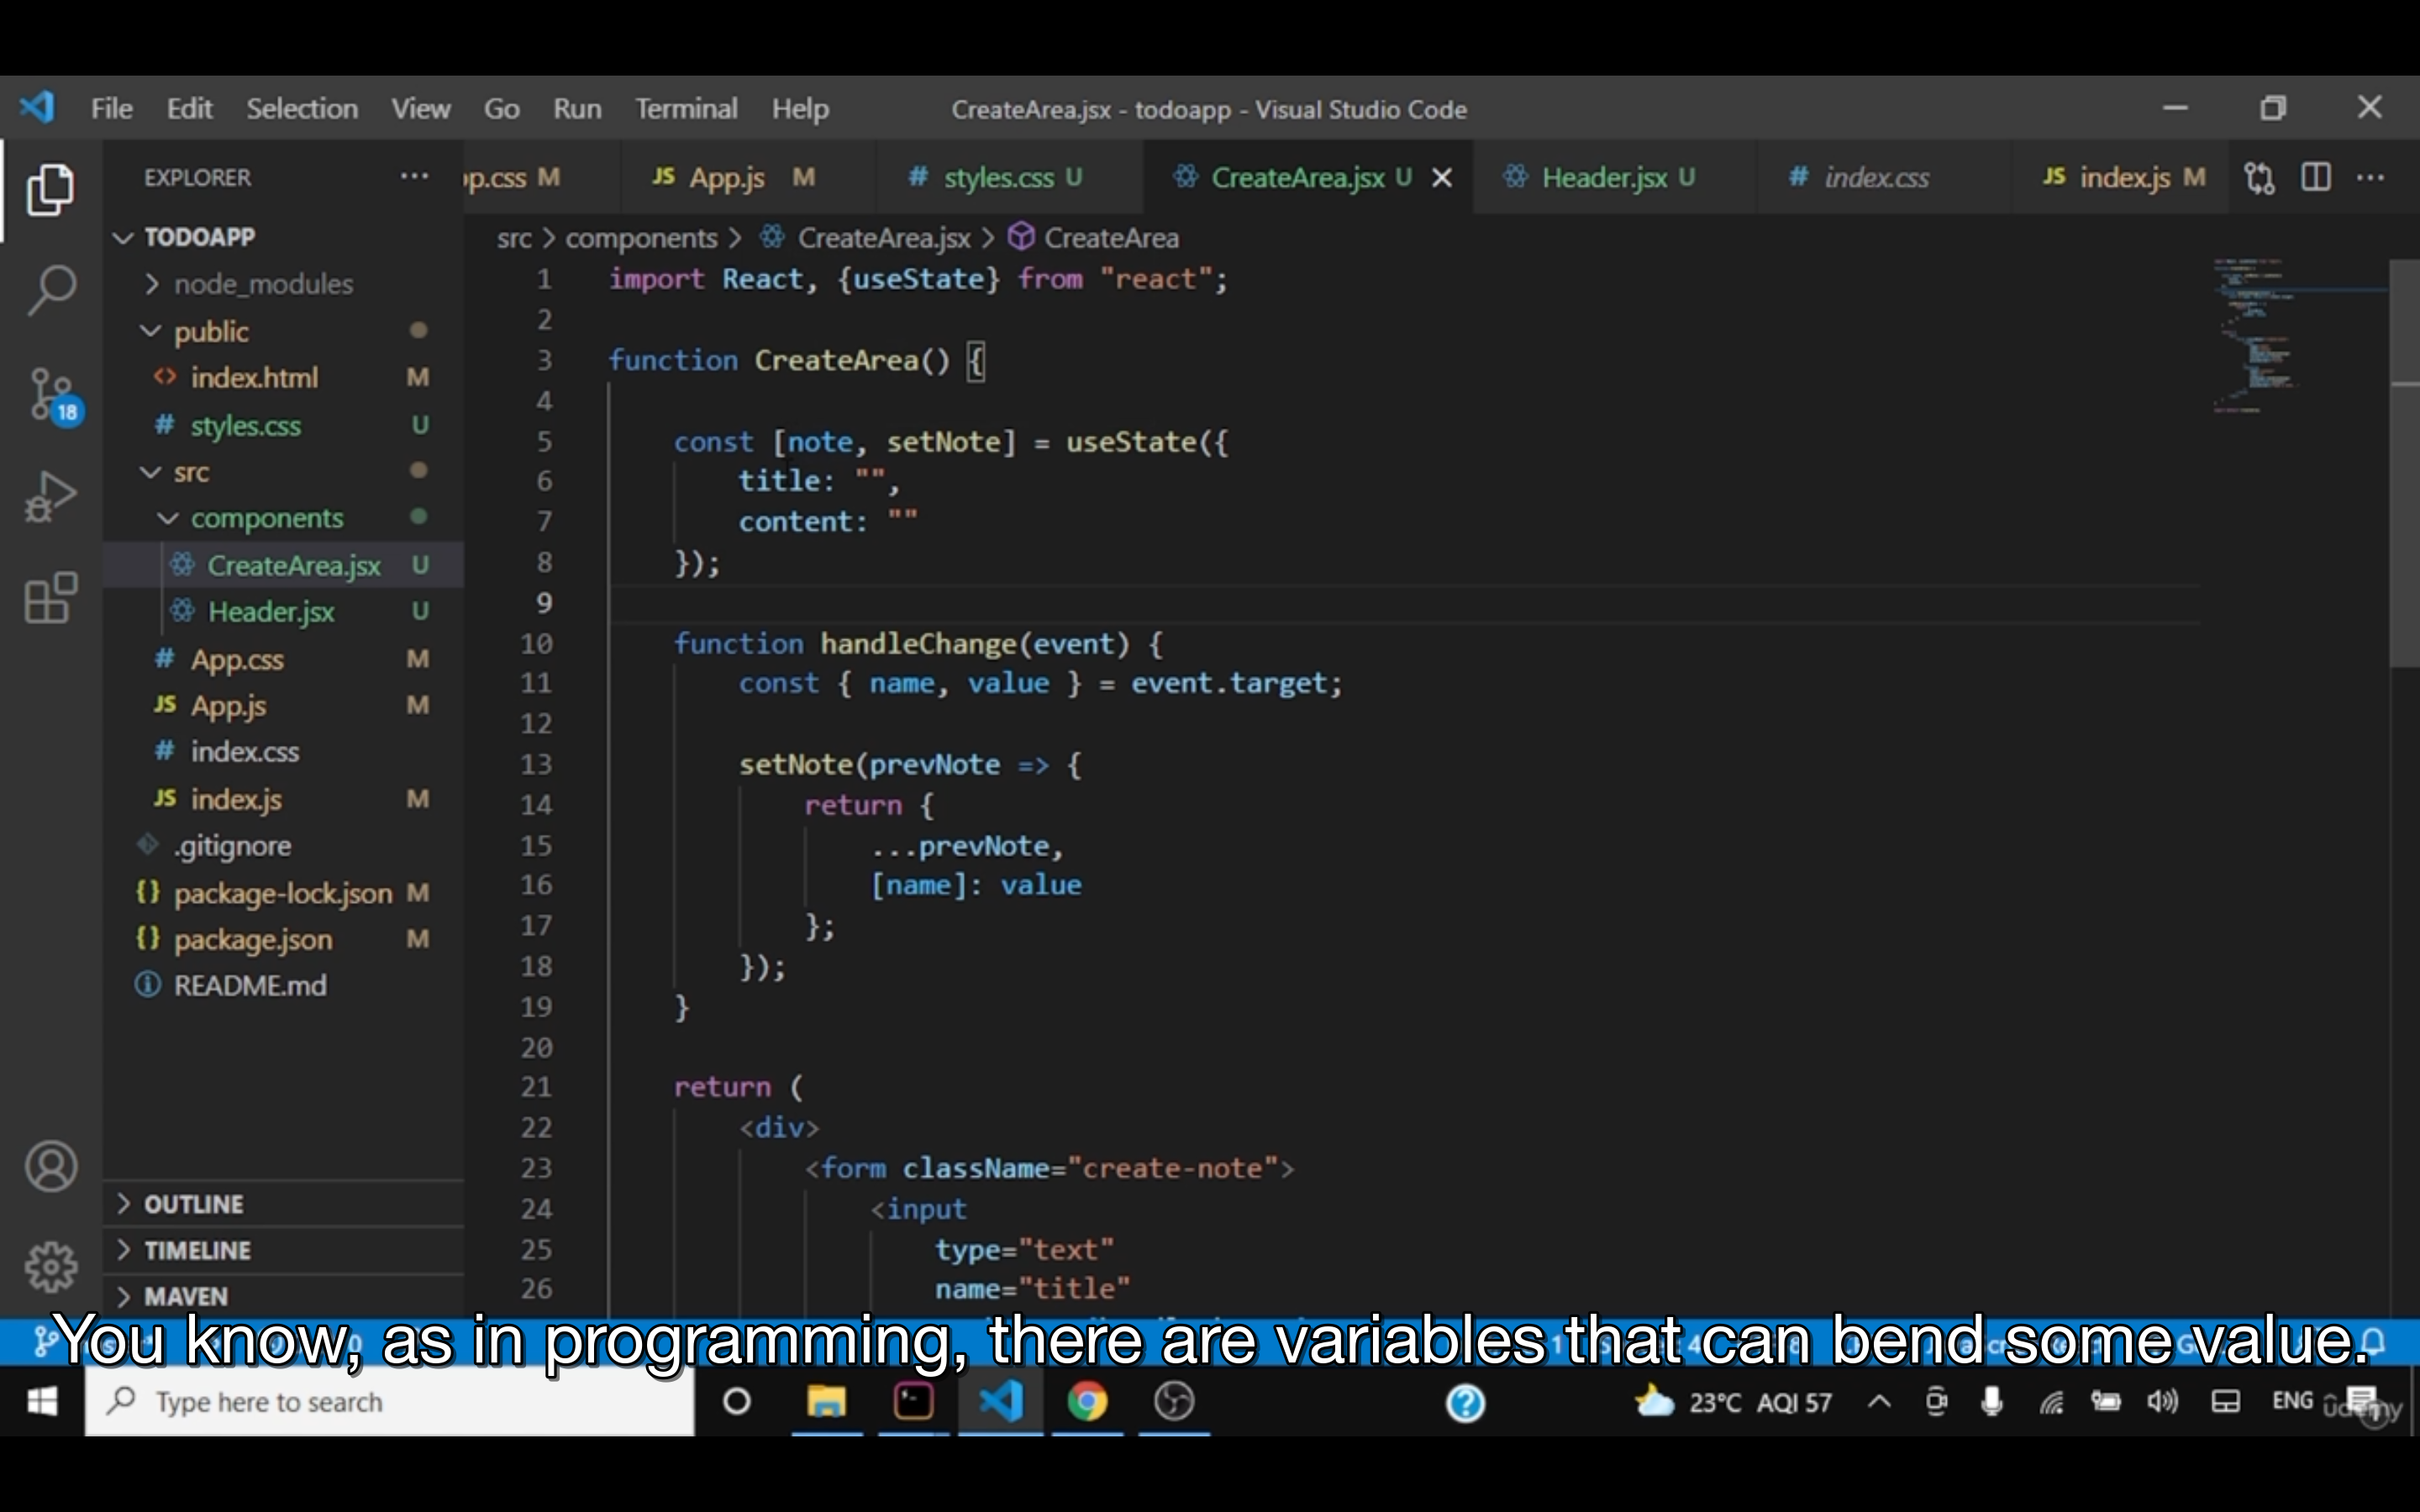 File Edit Selection View Go Run Terminal Help
CreateArea.jsx - todoapp - Visual Studio Code
EXPLORER
pp.css M
JS App.js M
# styles.css U
CreateArea.jsx U
Header.jsx U
# index.css
JS index.js M
TODOAPP
node_modules
public
index.html M
# styles.css U
src
components
CreateArea.jsx U
Header.jsx U
# App.css M
JS App.js M
# index.css
JS index.js M
.gitignore
{} package-lock.json M
{} package.json M
README.md
18
OUTLINE
TIMELINE
MAVEN
src > components > CreateArea.jsx > CreateArea
1 import React, {useState} from "react";
2
3 function CreateArea() {
4
5 const [note, setNote] = useState({
6 title: "",
7 content: ""
8 });
9
10 function handleChange(event) {
11 const { name, value } = event.target;
12
13 setNote(prevNote => {
14 return {
15 ...prevNote,
16 [name]: value
17 };
18 });
19 }
20
21 return (
22 <div>
23 <form className="create-note">
24 <input
25 type="text"
26 name="title"
You know, as in programming, there are variables that can bend some value.
Type here to search
23°C AQI 57
ENG
ûdemy